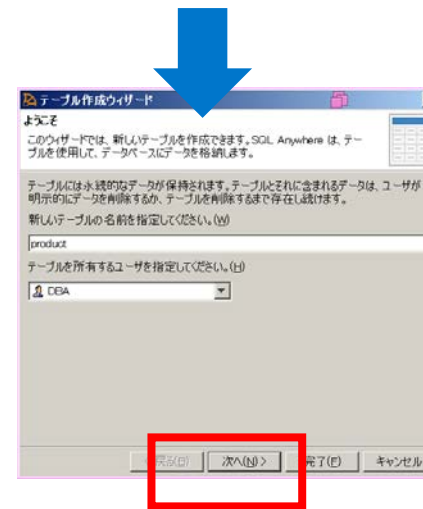 テーブル作成ウィザード
ようこそ
このウィザードでは、新しいテーブルを作成できます。SQL Anywhere は、テー
ブルを使用して、データベースにデータを格納します。
テーブルには永続的なデータが保持されます。テーブルとそれに含まれるデータは、ユーザが
明示的にデータを削除するか、テーブルを削除するまで存在し続けます。
新しいテーブルの名前を指定してください。(W)
product
テーブルを所有するユーザを指定してください。(H)
DBA
< 戻る(B) 次へ(N) > 完了(F) キャンセル